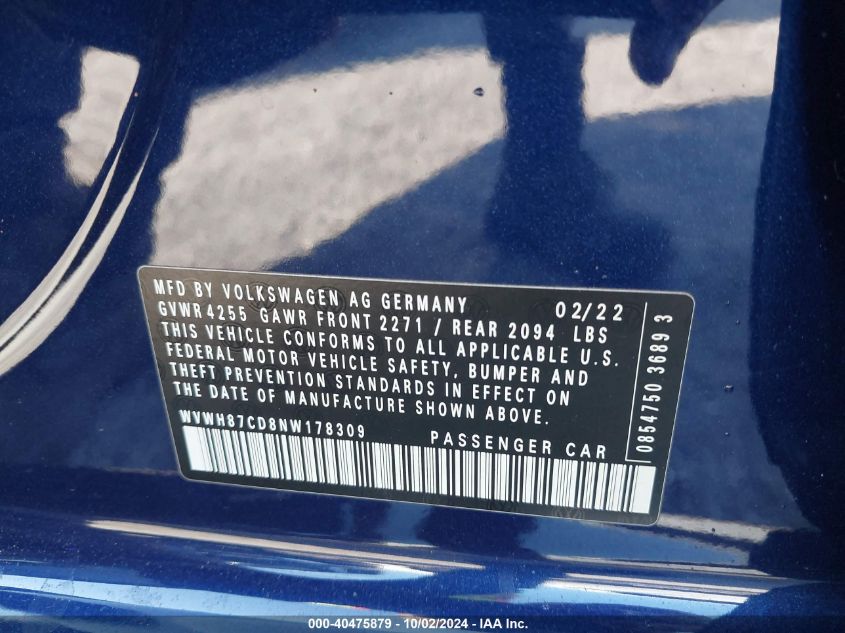 MFD BY VOLKSWAGEN AG GERMANY 02/22
GVWR 4255 GAWR FRONT 2271 / REAR 2094 LBS
THIS VEHICLE CONFORMS TO ALL APPLICABLE U.S.
FEDERAL MOTOR VEHICLE SAFETY, BUMPER AND
THEFT PREVENTION STANDARDS IN EFFECT ON
THE DATE OF MANUFACTURE SHOWN ABOVE.
WVWH87CD8NW178309 PASSENGER CAR
0854750 3689 3
000-40475879 - 10/02/2024 - IAA Inc.